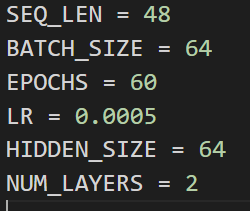 SEQ_LEN = 48
BATCH_SIZE = 64
EPOCHS = 60
LR = 0.0005
HIDDEN_SIZE = 64
NUM_LAYERS = 2